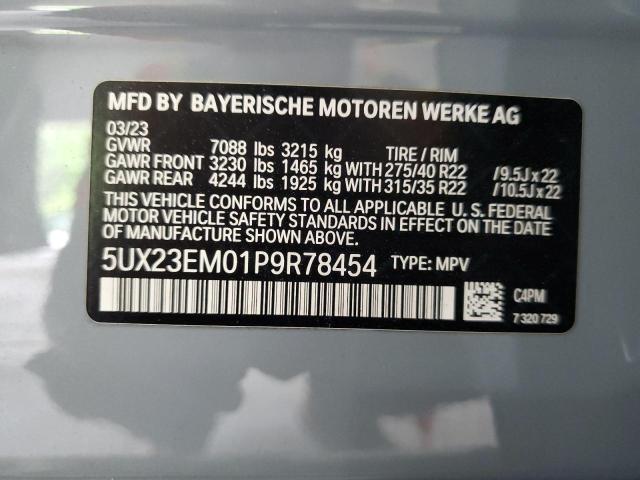 MFD BY BAYERISCHE MOTOREN WERKE AG
03/23
GVWR 7088 lbs 3215 kg TIRE / RIM
GAWR FRONT 3230 lbs 1465 kg WITH 275/40 R22 /9.5J x 22
GAWR REAR 4244 lbs 1925 kg WITH 315/35 R22 /10.5J x 22
THIS VEHICLE CONFORMS TO ALL APPLICABLE U. S. FEDERAL
MOTOR VEHICLE SAFETY STANDARDS IN EFFECT ON THE DATE
OF MANUFACTURE SHOWN ABOVE.
5UX23EM01P9R78454 TYPE: MPV
C4PM
7 320 729